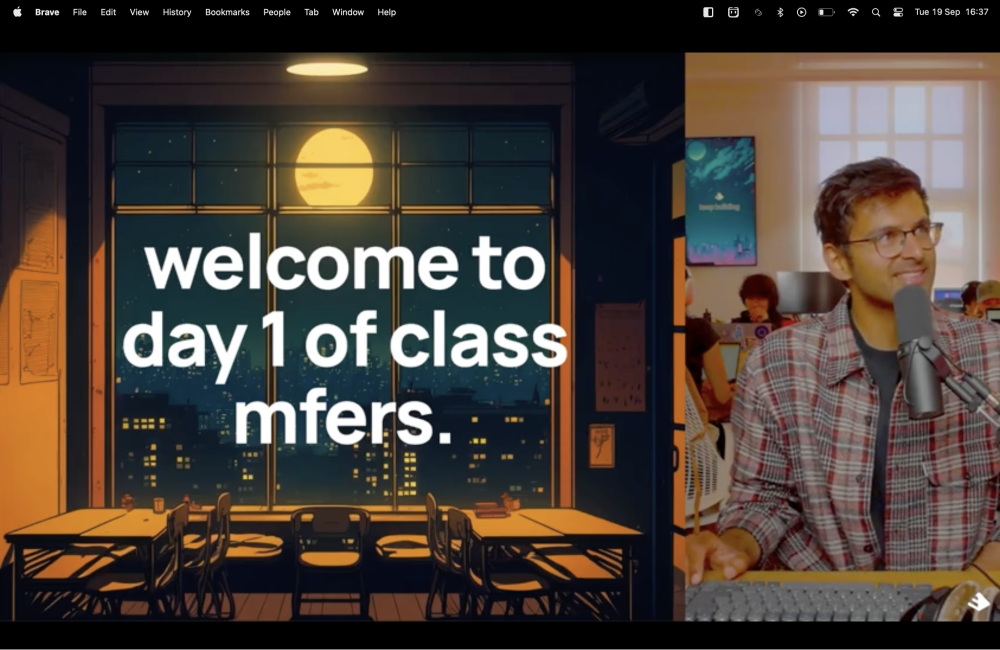 Brave File Edit View History Bookmarks People Tab Window Help Tue 19 Sep 16:37
welcome to
day 1 of class
mfers.
keep building